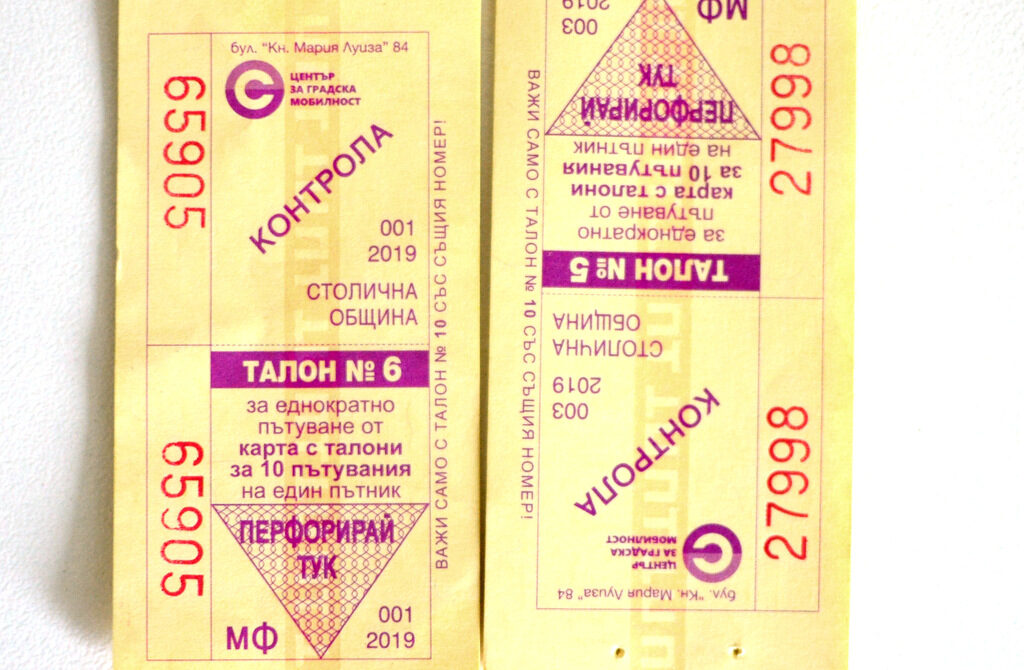 бул. "Кн. Мария Луиза" 84
ЦЕНТЪР
ЗА ГРАДСКА
МОБИЛНОСТ
65905
КОНТРОЛА
001
2019
СТОЛИЧНА
ОБЩИНА
ТАЛОН № 6
за еднократно
пътуване от
карта с талони
за 10 пътувания
на един пътник
ПЕРФОРИРАЙ
ТУК
65905
МФ
001
2019
ВАЖИ САМО С ТАЛОН № 10 СЪС СЪЩИЯ НОМЕР!
бул. "Кн. Мария Луиза" 84
ЦЕНТЪР
ЗА ГРАДСКА
МОБИЛНОСТ
27998
КОНТРОЛА
003
2019
СТОЛИЧНА
ОБЩИНА
ТАЛОН № 5
за еднократно
пътуване от
карта с талони
за 10 пътувания
на един пътник
ПЕРФОРИРАЙ
ТУК
27998
МФ
003
2019
ВАЖИ САМО С ТАЛОН № 10 СЪС СЪЩИЯ НОМЕР!